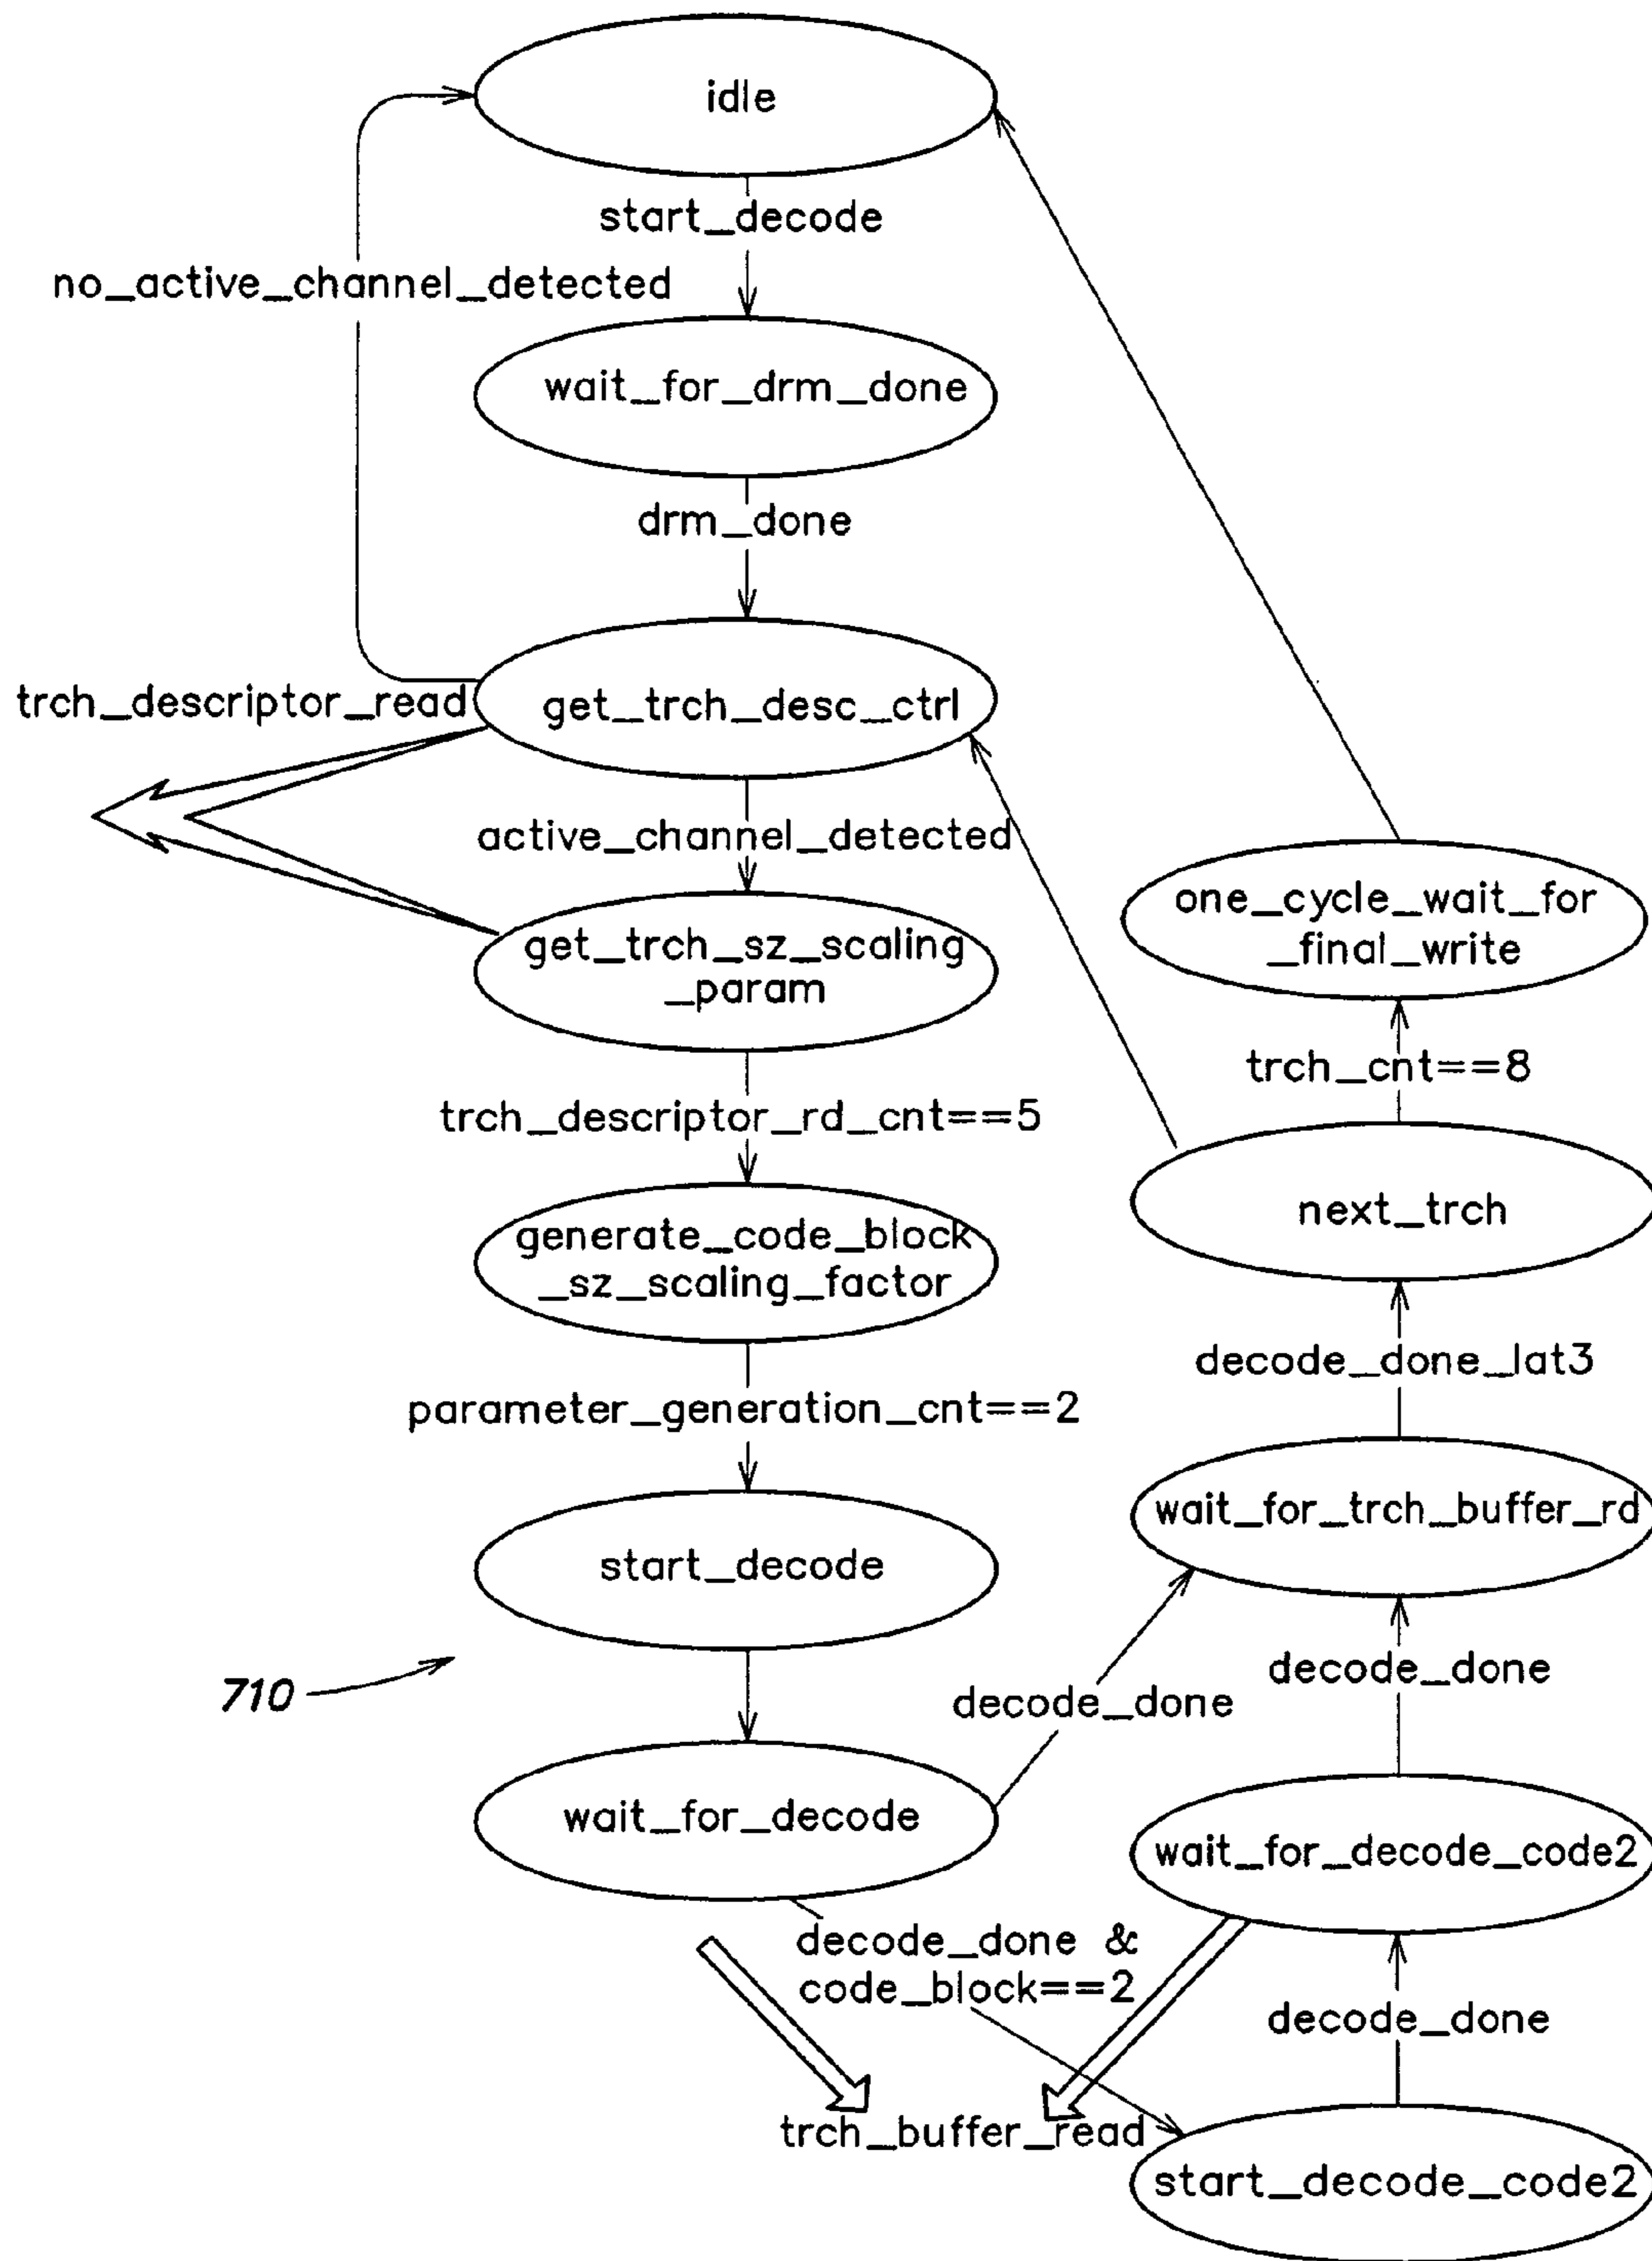 idle
start_decode
no_active_channel_detected
wait_for_drm_done
drm_done
trch_descriptor_read
get_trch_desc_ctrl
active_channel_detected
get_trch_sz_scaling
_param
trch_descriptor_rd_cnt==5
generate_code_block
_sz_scaling_factor
parameter_generation_cnt==2
start_decode
710
wait_for_decode
decode_done &
code_block==2
trch_buffer_read
start_decode_code2
decode_done
wait_for_decode_code2
decode_done
decode_done
wait_for_trch_buffer_rd
decode_done_lat3
next_trch
trch_cnt==8
one_cycle_wait_for
_final_write